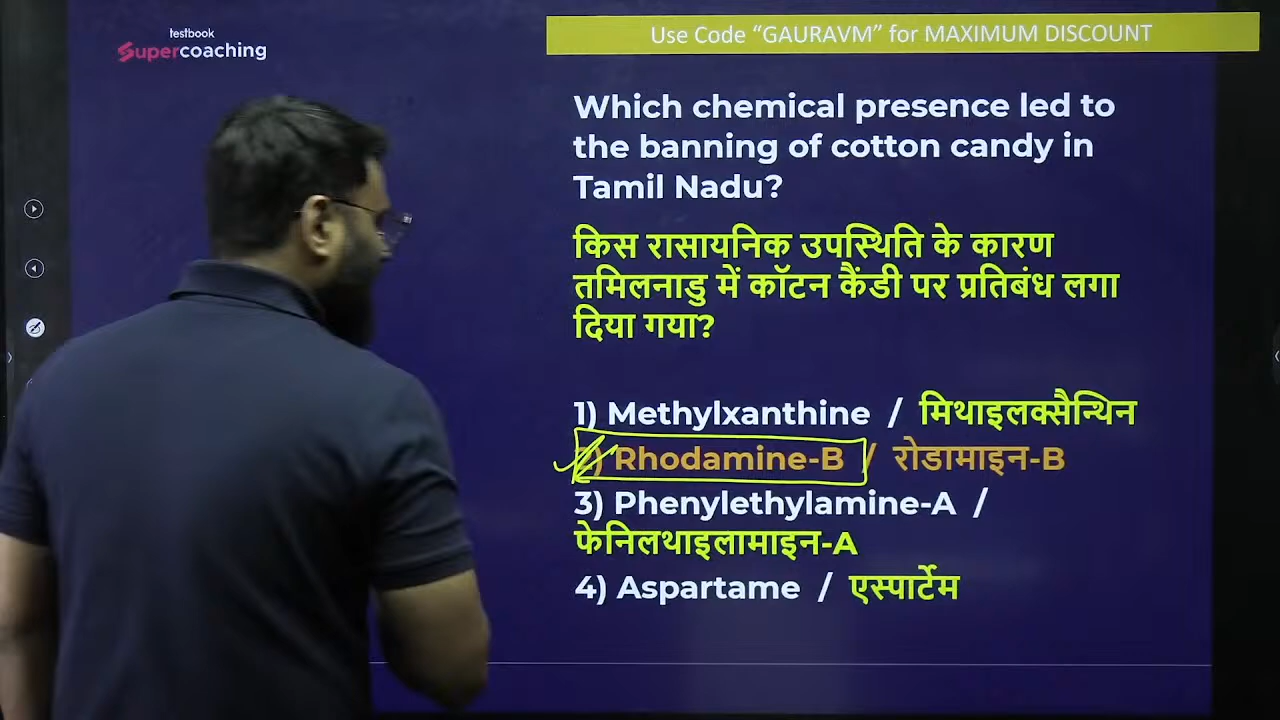 testbook
Supercoaching
Use Code “GAURAVM” for MAXIMUM DISCOUNT
Which chemical presence led to
the banning of cotton candy in
Tamil Nadu?
किस रासायनिक उपस्थिति के कारण
तमिलनाडु में कॉटन कैंडी पर प्रतिबंध लगा
दिया गया?
1) Methylxanthine / मिथाइलक्सैन्थिन
2) Rhodamine-B / रोडामाइन-B
3) Phenylethylamine-A /
फेनिलथाइलामाइन-A
4) Aspartame / एस्पार्टेम